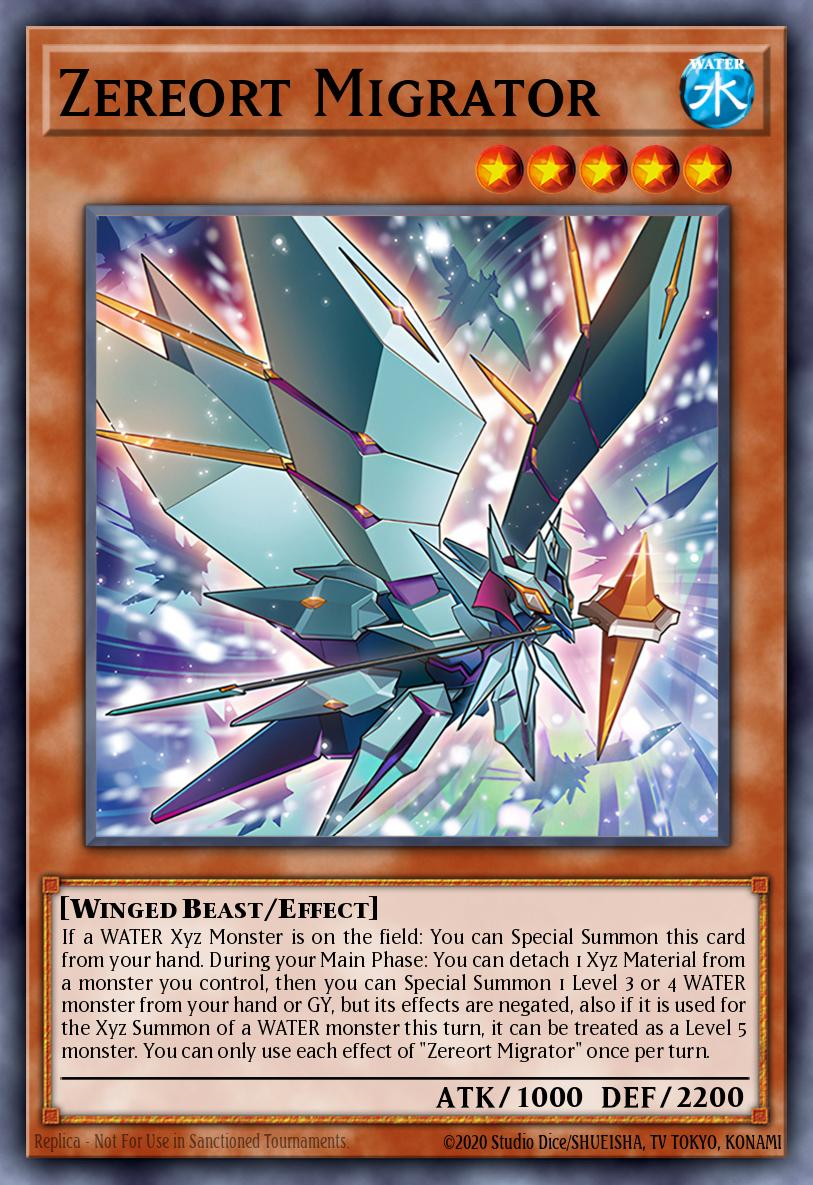 Zereort Migrator
WATER
水
[Winged Beast/Effect]
If a WATER Xyz Monster is on the field: You can Special Summon this card
from your hand. During your Main Phase: You can detach 1 Xyz Material from
a monster you control, then you can Special Summon 1 Level 3 or 4 WATER
monster from your hand or GY, but its effects are negated, also if it is used for
the Xyz Summon of a WATER monster this turn, it can be treated as a Level 5
monster. You can only use each effect of "Zereort Migrator" once per turn.
ATK/1000 DEF/2200
Replica - Not For Use in Sanctioned Tournaments.
©2020 Studio Dice/SHUEISHA, TV TOKYO, KONAMI